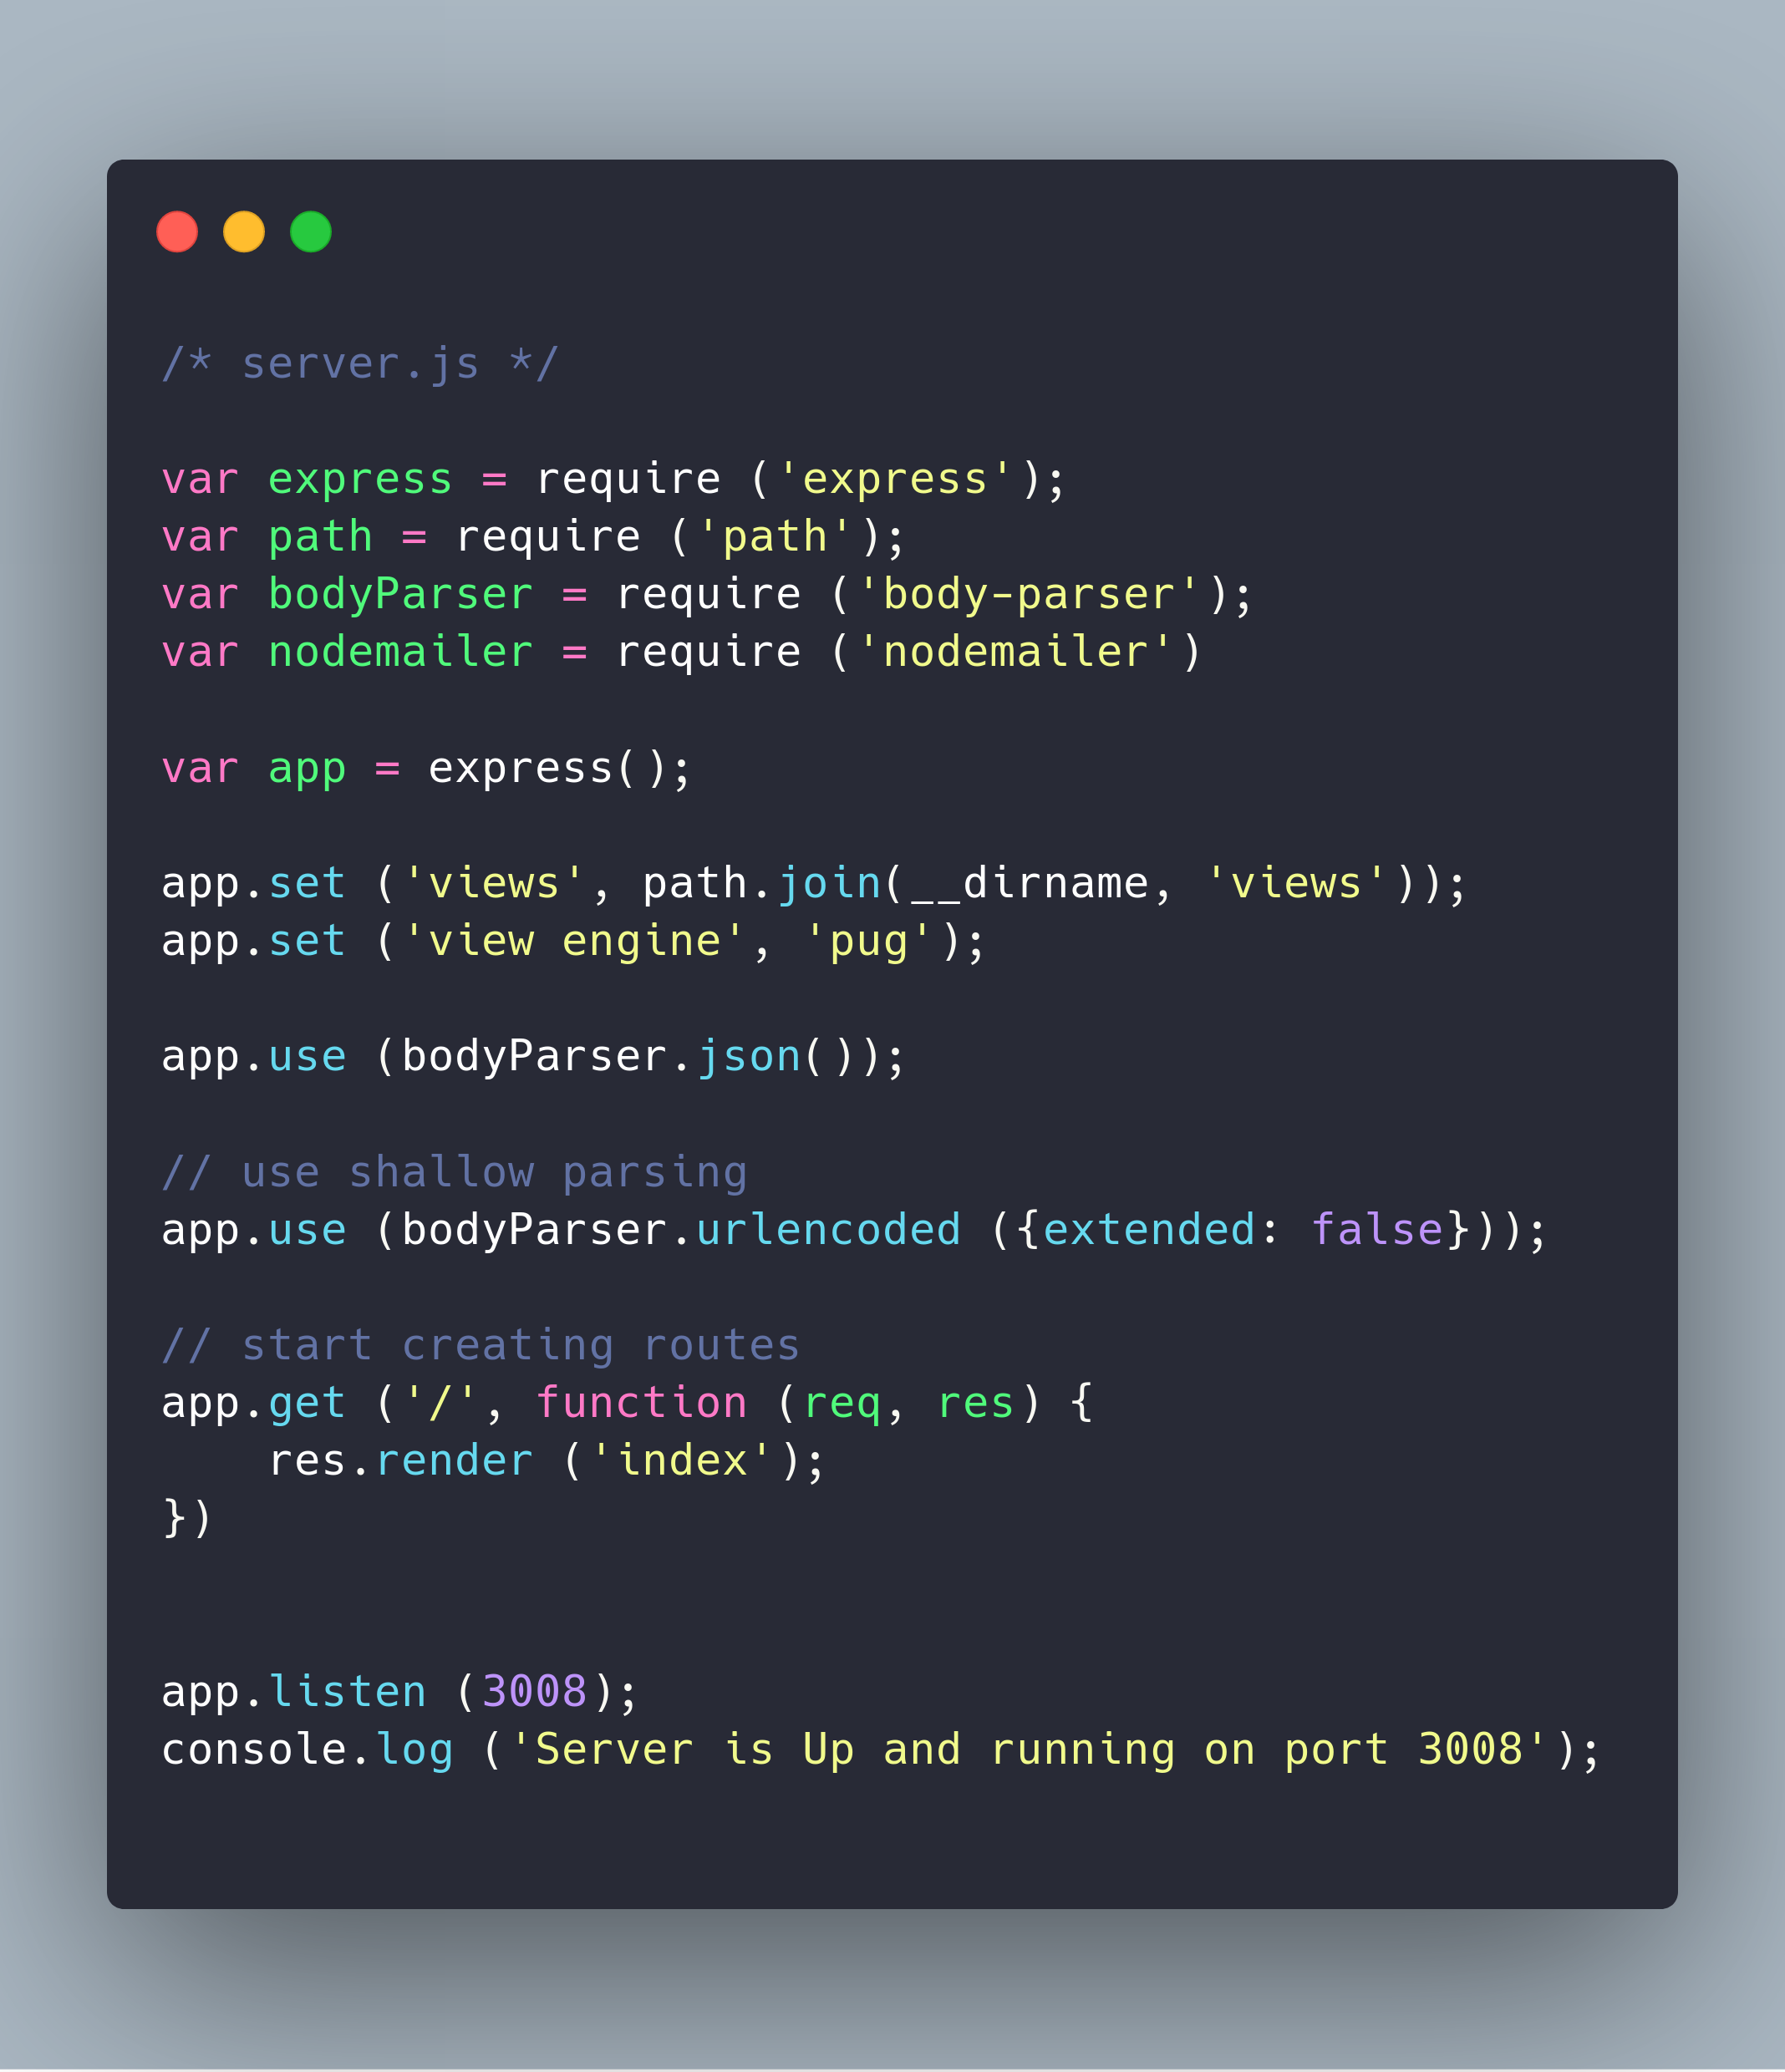 /* server.js */
var express = require ('express');
var path = require ('path');
var bodyParser = require ('body-parser');
var nodemailer = require ('nodemailer')
var app = express();
app.set ('views', path.join(__dirname, 'views'));
app.set ('view engine', 'pug');
app.use (bodyParser.json());
// use shallow parsing
app.use (bodyParser.urlencoded ({extended: false}));
// start creating routes
app.get ('/', function (req, res) {
    res.render ('index');
})
app.listen (3008);
console.log ('Server is Up and running on port 3008');